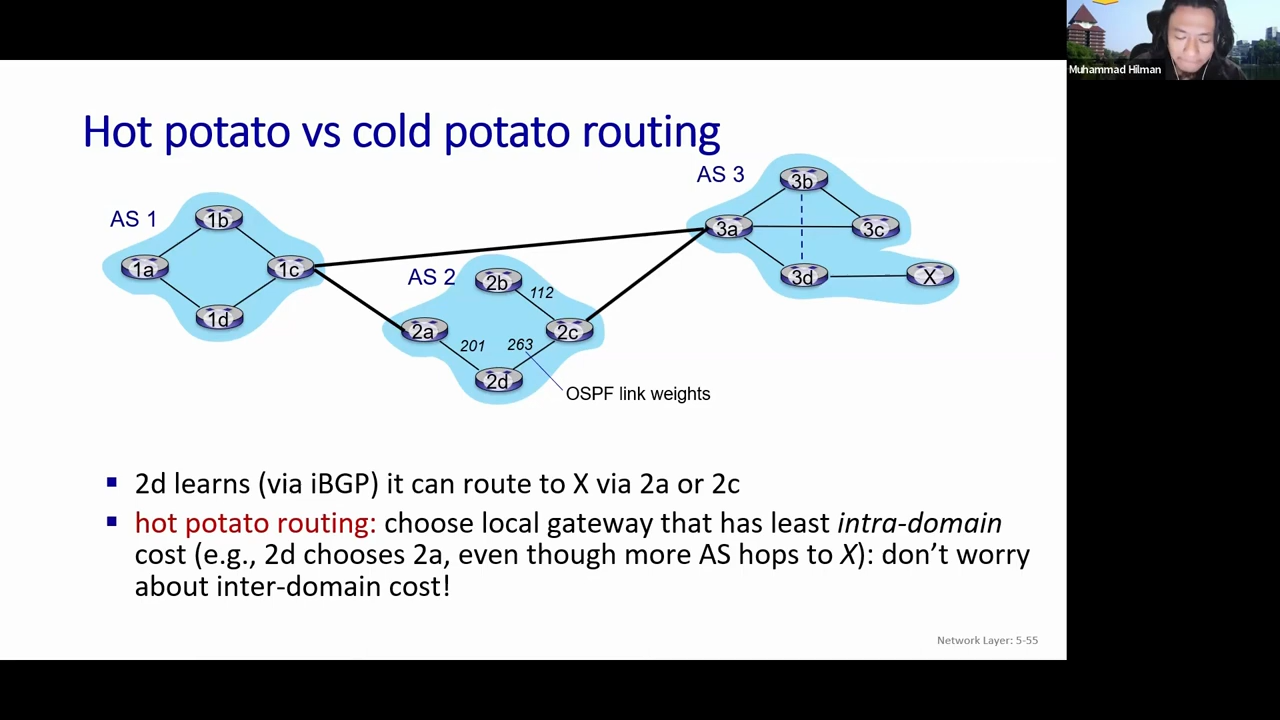 Muhammad Hilman
Hot potato vs cold potato routing
AS 3
3b
AS 1
1b
3a
3c
1a
1c
AS 2
2b
3d
X
112
1d
2a
2c
201
263
2d
OSPF link weights
▪ 2d learns (via iBGP) it can route to X via 2a or 2c
▪ hot potato routing: choose local gateway that has least intra-domain
cost (e.g., 2d chooses 2a, even though more AS hops to X): don’t worry
about inter-domain cost!
Network Layer: 5-55